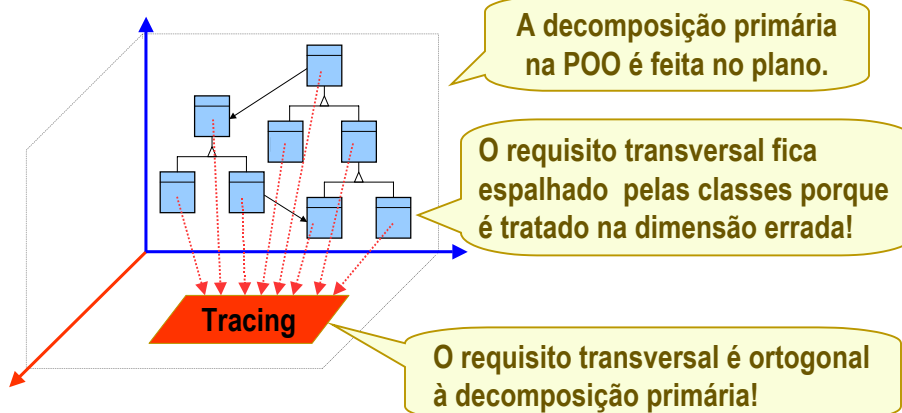 A decomposição primária
na POO é feita no plano.
O requisito transversal fica
espalhado pelas classes porque
é tratado na dimensão errada!
Tracing
O requisito transversal é ortogonal
à decomposição primária!